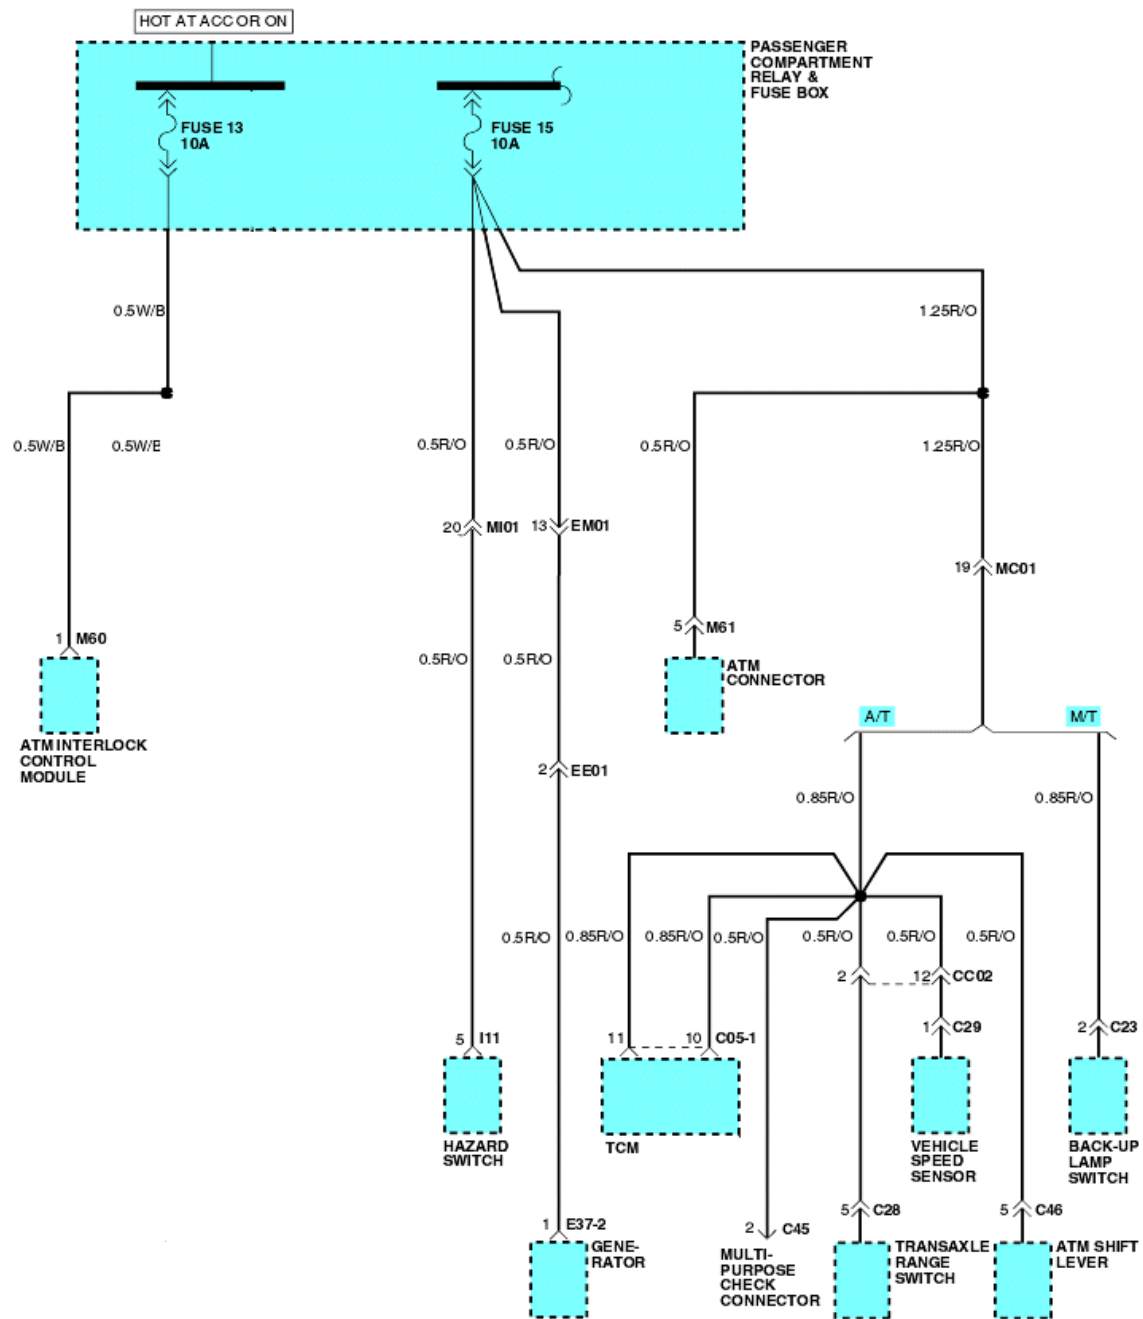 HOT AT ACC OR ON
PASSENGER
COMPARTMENT
RELAY &
FUSE BOX
FUSE 13
10A
FUSE 15
10A
0.5W/B
1.25R/O
0.5W/B
0.5W/E
0.5R/O
0.5R/O
0.5R/O
1.25R/O
20
MI01
13
EM01
19
MC01
1
M60
5
M61
0.5R/O
0.5R/O
ATM
CONNECTOR
A/T
M/T
ATM INTERLOCK
CONTROL
MODULE
2
EE01
0.85R/O
0.85R/O
0.5R/O
0.85R/O
0.85R/O
0.5R/O
0.5R/O
0.5R/O
0.5R/O
2
12
CC02
5
I11
11
10
C05-1
1
C29
2
C23
HAZARD
SWITCH
TCM
VEHICLE
SPEED
SENSOR
BACK-UP
LAMP
SWITCH
1
E37-2
2
C45
5
C28
5
C46
GENE-
RATOR
MULTI-
PURPOSE
CHECK
CONNECTOR
TRANSAXLE
RANGE
SWITCH
ATM SHIFT
LEVER